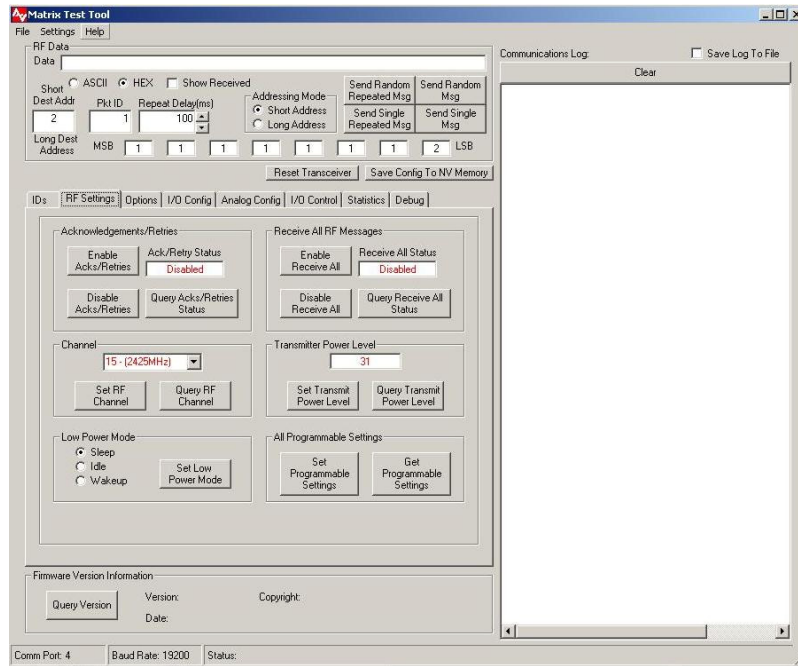 Matrix Test Tool
File Settings Help
RF Data
Data
Short Dest Addr
ASCII HEX Show Received
Pkt ID Repeat Delay(ms)
2 1 100
Addressing Mode
Short Address
Long Address
Send Random Repeated Msg
Send Random Msg
Send Single Repeated Msg
Send Single Msg
Long Dest Address
MSB 1 1 1 1 1 1 1 2 LSB
Reset Transceiver Save Config To NV Memory
IDs RF Settings Options I/O Config Analog Config I/O Control Statistics Debug
Acknowledgements/Retries
Enable Acks/Retries
Ack/Retry Status
Disabled
Disable Acks/Retries
Query Acks/Retries Status
Receive All RF Messages
Enable Receive All
Receive All Status
Disabled
Disable Receive All
Query Receive All Status
Channel
15 - (2425MHz)
Set RF Channel
Query RF Channel
Transmitter Power Level
31
Set Transmit Power Level
Query Transmit Power Level
Low Power Mode
Sleep
Idle
Wakeup
Set Low Power Mode
All Programmable Settings
Set Programmable Settings
Get Programmable Settings
Firmware Version Information
Query Version
Version:
Copyright:
Date:
Communications Log:
Save Log To File
Clear
Comm Port: 4 Baud Rate: 19200 Status: